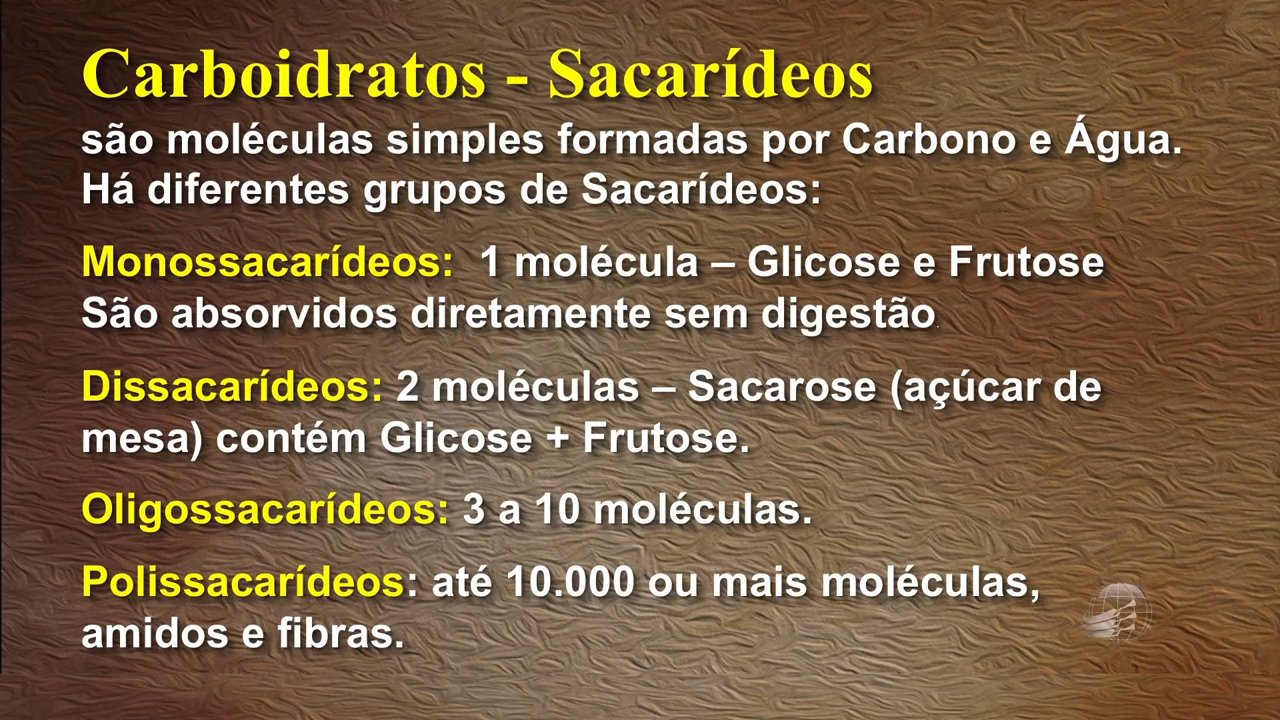 Carboidratos - Sacarídeos
são moléculas simples formadas por Carbono e Água.
Há diferentes grupos de Sacarídeos:
Monossacarídeos: 1 molécula – Glicose e Frutose
São absorvidos diretamente sem digestão.
Dissacarídeos: 2 moléculas – Sacarose (açúcar de
mesa) contém Glicose + Frutose.
Oligossacarídeos: 3 a 10 moléculas.
Polissacarídeos: até 10.000 ou mais moléculas,
amidos e fibras.